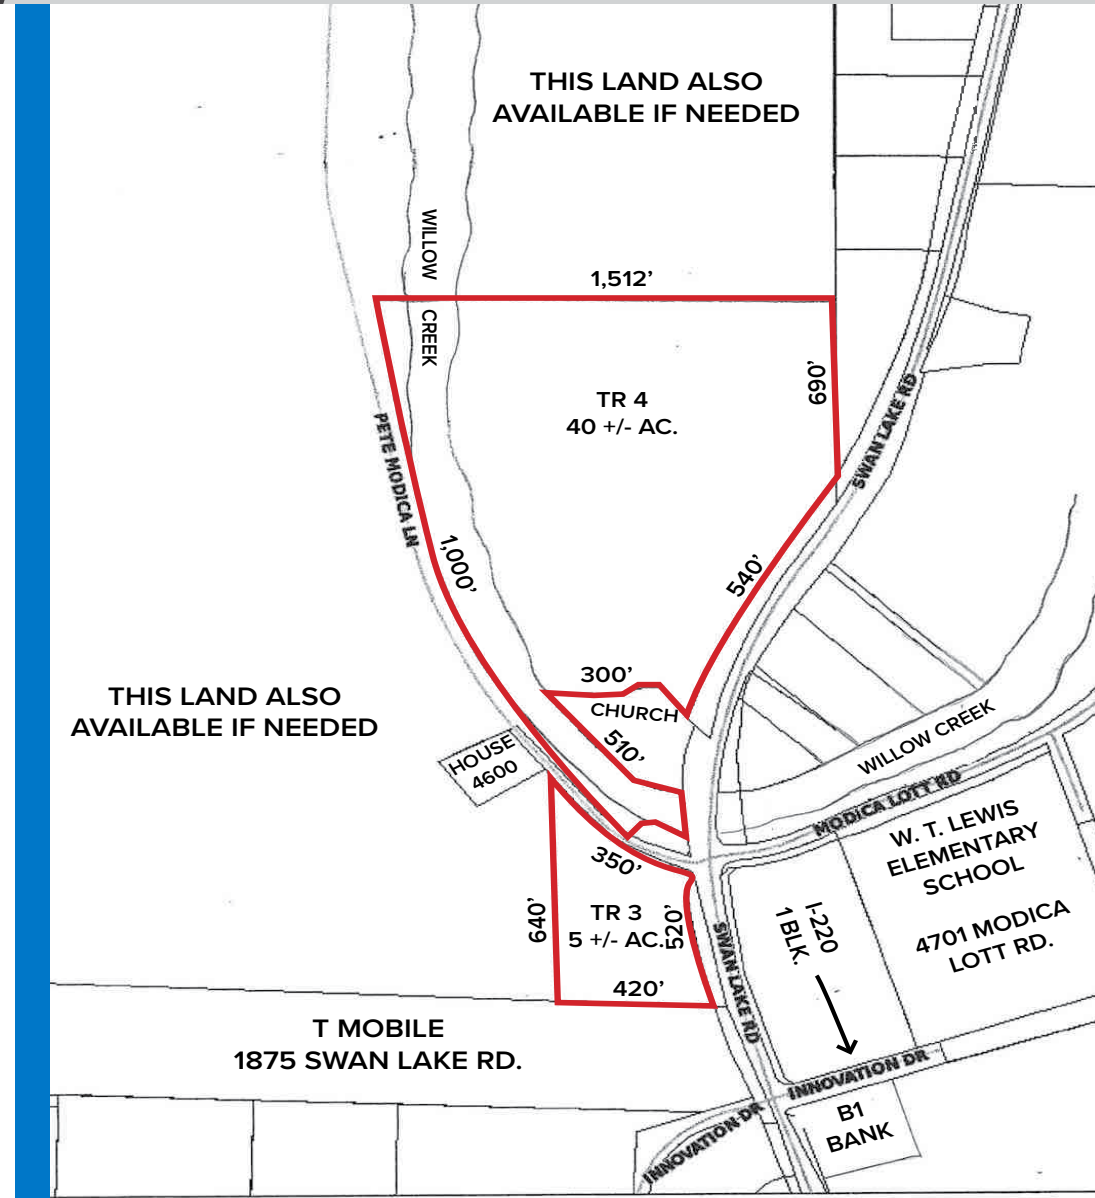 THIS LAND ALSO
AVAILABLE IF NEEDED
WILLOW
CREEK
1,512’
690’
TR 4
40 +/- AC.
SWAN LAKE RD
PETE MODICA LN
1,000’
540’
300’
CHURCH
510’
THIS LAND ALSO
AVAILABLE IF NEEDED
HOUSE
4600
WILLOW CREEK
MODICA LOTT RD
W. T. LEWIS
ELEMENTARY
SCHOOL
4701 MODICA
LOTT RD.
350’
640’
TR 3
5 +/- AC.
520’
420’
I-220
1 BLK.
SWAN LAKE RD
T MOBILE
1875 SWAN LAKE RD.
INNOVATION DR
INNOVATION DR
B1
BANK